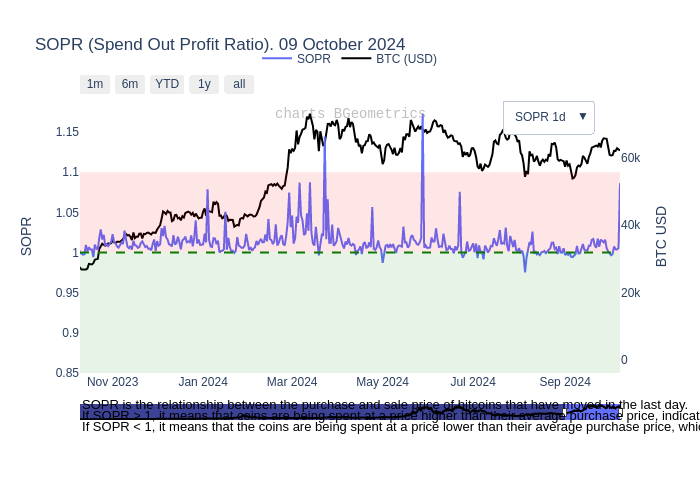 SOPR (Spend Out Profit Ratio). 09 October 2024
SOPR BTC (USD)
1m 6m YTD 1y all
charts BGeometrics
SOPR 1d ▼
1.15
1.1
1.05
1
0.95
0.9
0.85
SOPR
60k
40k
20k
0
BTC USD
Nov 2023 Jan 2024 Mar 2024 May 2024 Jul 2024 Sep 2024
SOPR is the relationship between the purchase and sale price of bitcoins that have moved in the last day.
If SOPR > 1, it means that coins are being spent at a price higher than their average purchase price, indicat
If SOPR < 1, it means that the coins are being spent at a price lower than their average purchase price, whic